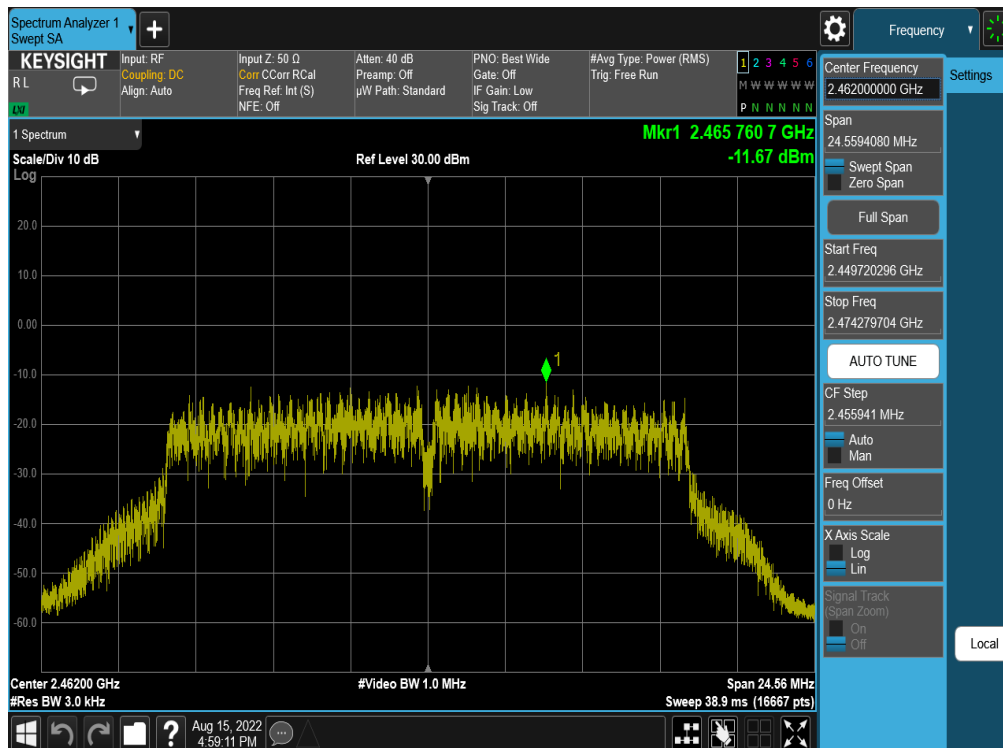 Spectrum Analyzer 1
Swept SA
Frequency
KEYSIGHT
R L
LXI
Input: RF
Coupling: DC
Align: Auto
Input Z: 50 Ω
Corr CCorr RCal
Freq Ref: Int (S)
NFE: Off
Atten: 40 dB
Preamp: Off
µW Path: Standard
PNO: Best Wide
Gate: Off
IF Gain: Low
Sig Track: Off
#Avg Type: Power (RMS)
Trig: Free Run
1 2 3 4 5 6
M W W W W W
P N N N N N
1 Spectrum
Scale/Div 10 dB
Log
Ref Level 30.00 dBm
Mkr1 2.465 760 7 GHz
-11.67 dBm
20.0
10.0
0.00
-10.0
-20.0
-30.0
-40.0
-50.0
-60.0
1
Center 2.46200 GHz
#Res BW 3.0 kHz
#Video BW 1.0 MHz
Span 24.56 MHz
Sweep 38.9 ms (16667 pts)
Center Frequency
2.462000000 GHz
Settings
Span
24.5594080 MHz
Swept Span
Zero Span
Full Span
Start Freq
2.449720296 GHz
Stop Freq
2.474279704 GHz
AUTO TUNE
CF Step
2.455941 MHz
Auto
Man
Freq Offset
0 Hz
X Axis Scale
Log
Lin
Signal Track
(Span Zoom)
On
Off
Local
?
Aug 15, 2022
4:59:11 PM